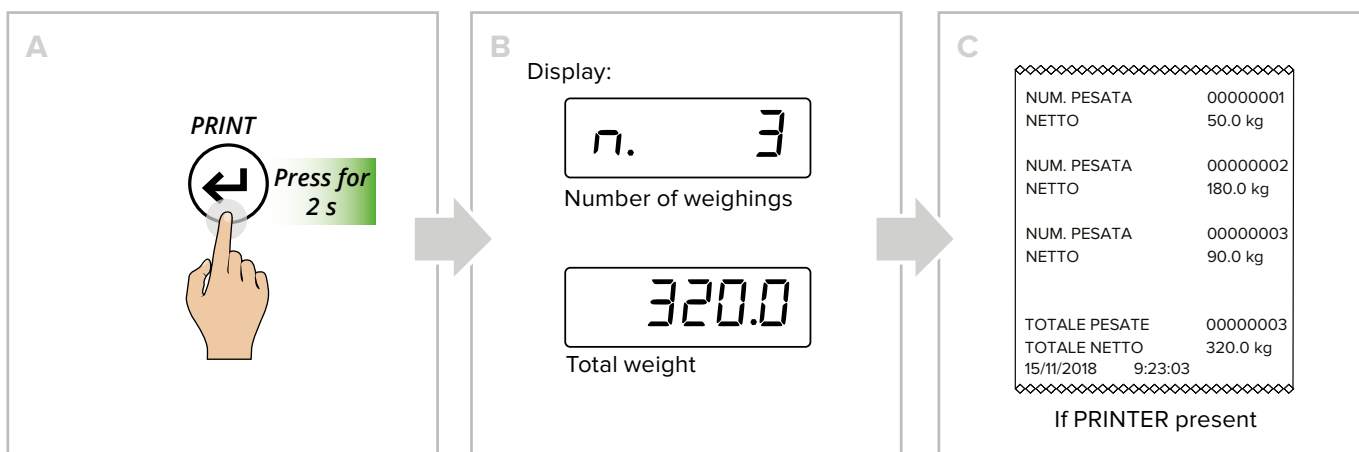 A
PRINT
Press for
2 s
B
Display:
n. 3
Number of weighings
320.0
Total weight
C
NUM. PESATA 00000001
NETTO 50.0 kg
NUM. PESATA 00000002
NETTO 180.0 kg
NUM. PESATA 00000003
NETTO 90.0 kg
TOTALE PESATE 00000003
TOTALE NETTO 320.0 kg
15/11/2018 9:23:03
If PRINTER present